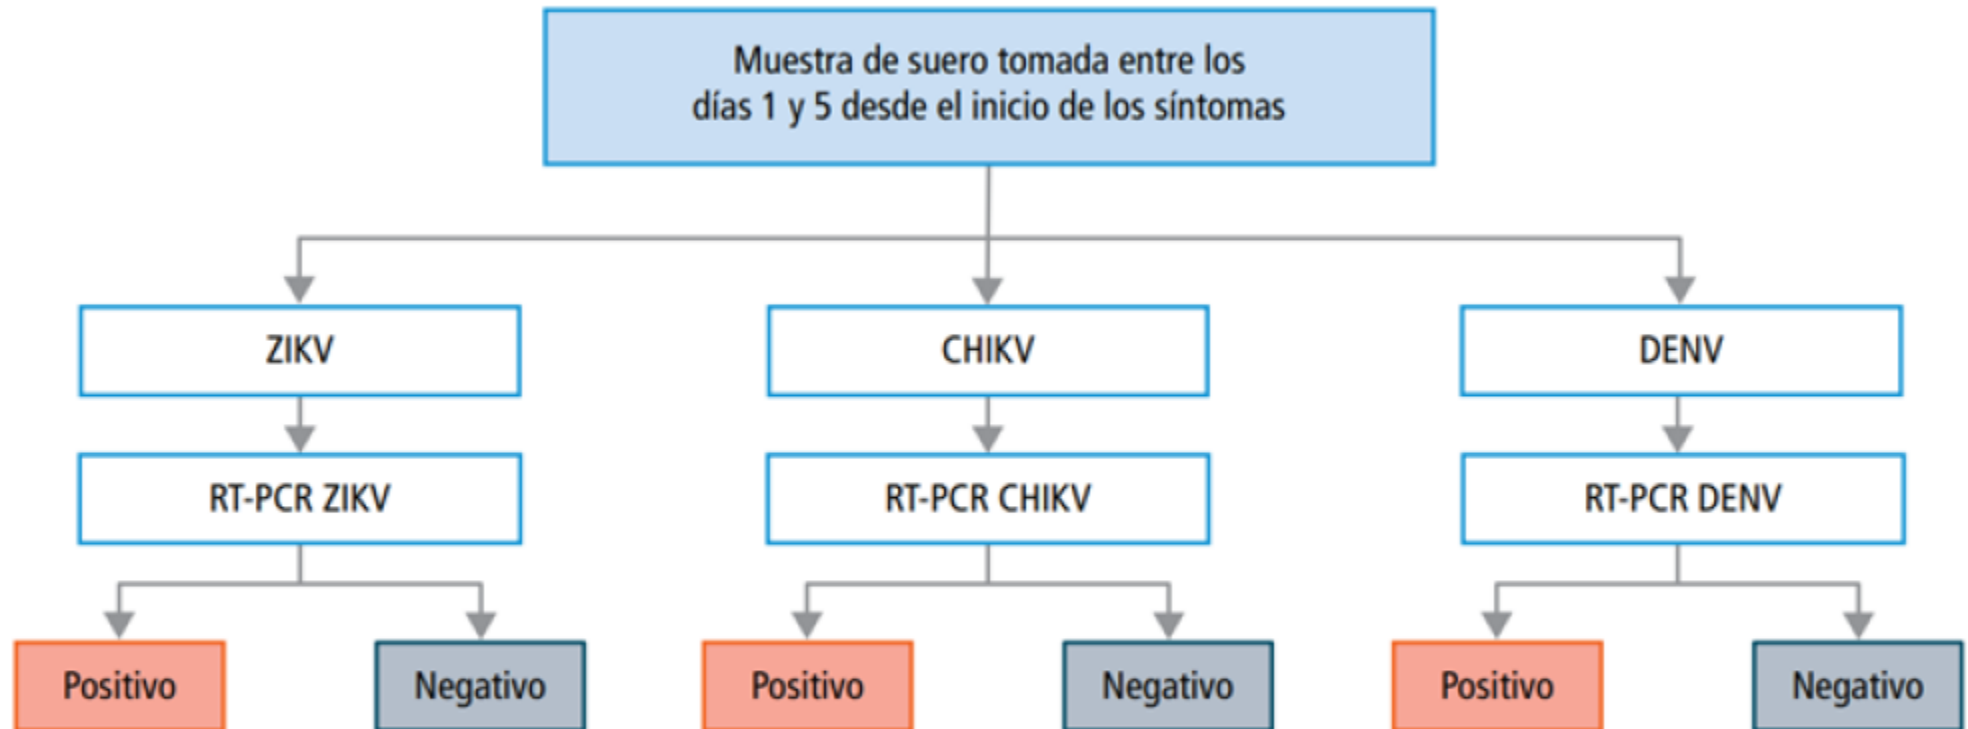 Muestra de suero tomada entre los
días 1 y 5 desde el inicio de los síntomas
ZIKV
CHIKV
DENV
RT-PCR ZIKV
RT-PCR CHIKV
RT-PCR DENV
Positivo
Negativo
Positivo
Negativo
Positivo
Negativo